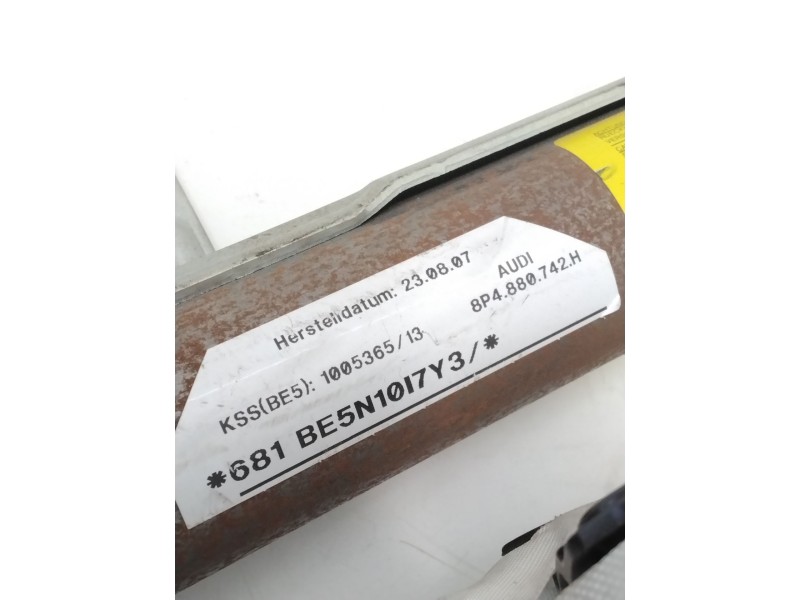 Herstelldatum: 23.08.07
AUDI
8P4.880.742.H
KSS(BE5): 1005365/13
*681 BE5N10I7Y3/*